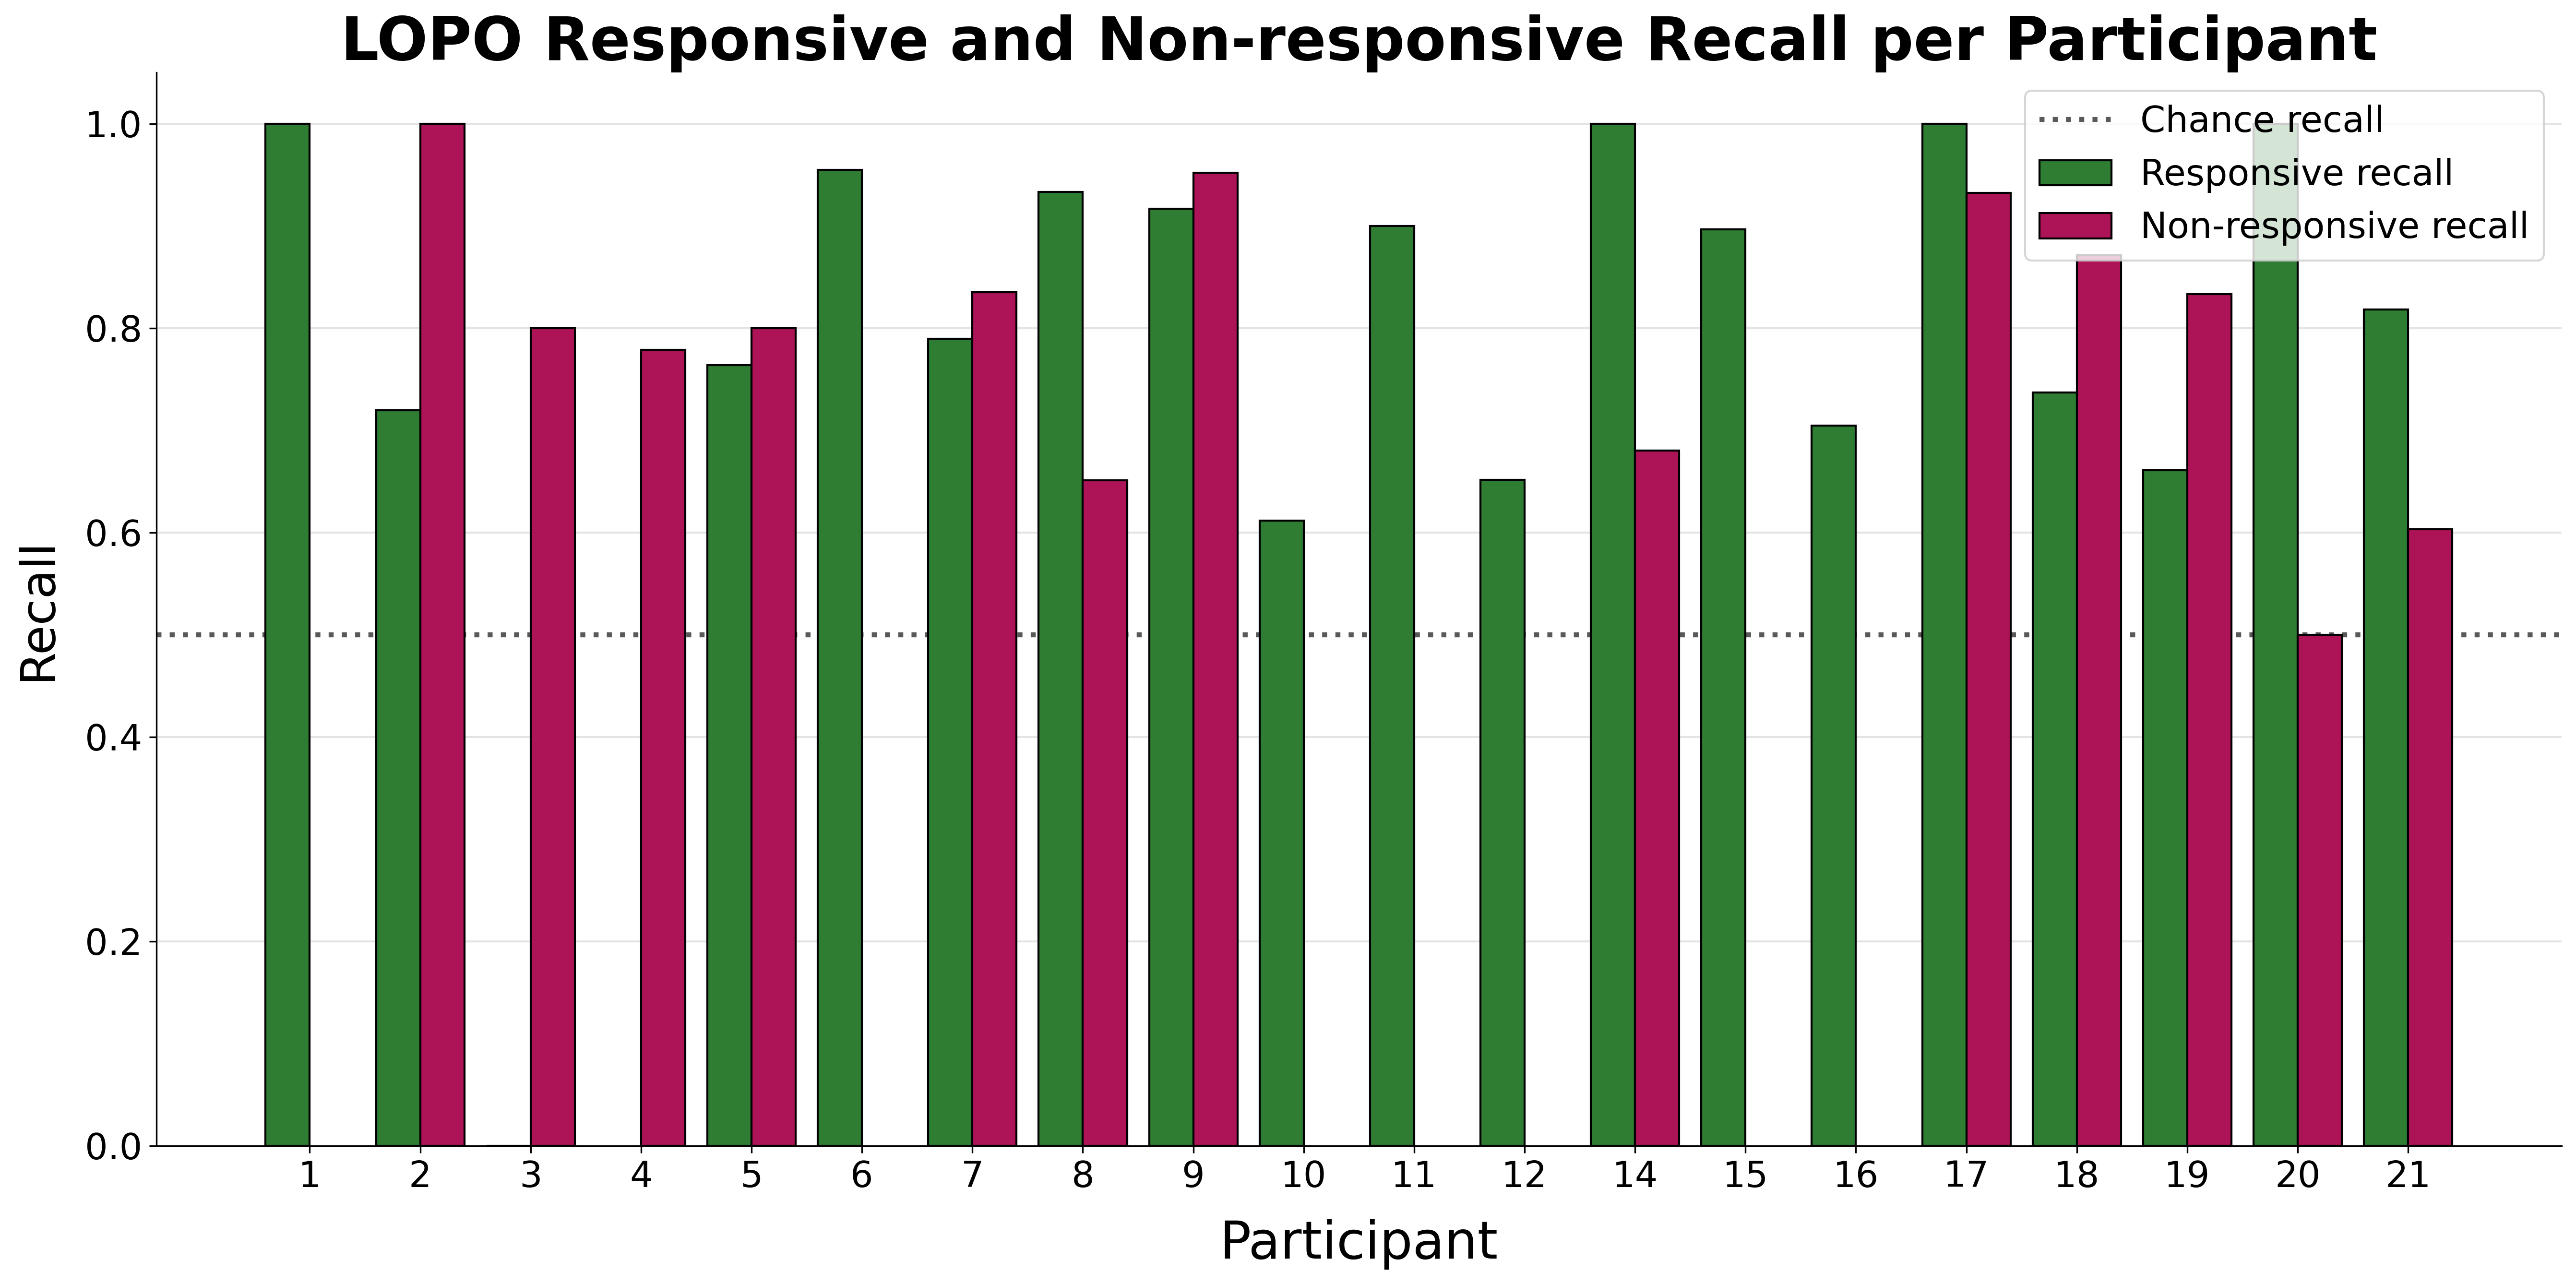 LOPO Responsive and Non-responsive Recall per Participant
Chance recall
Responsive recall
Non-responsive recall
1.0
0.8
0.6
0.4
0.2
0.0
Recall
1 2 3 4 5 6 7 8 9 10 11 12 14 15 16 17 18 19 20 21
Participant